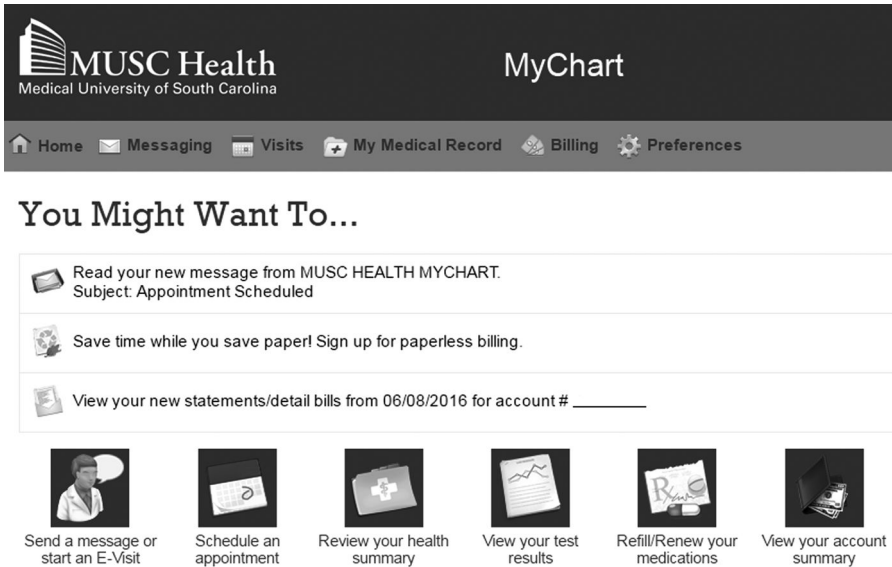 MUSC Health
Medical University of South Carolina
MyChart
Home Messaging Visits My Medical Record Billing Preferences
You Might Want To...
Read your new message from MUSC HEALTH MYCHART.
Subject: Appointment Scheduled
Save time while you save paper! Sign up for paperless billing.
View your new statements/detail bills from 06/08/2016 for account # ________
Send a message or
start an E-Visit
Schedule an
appointment
Review your health
summary
View your test
results
Refill/Renew your
medications
View your account
summary